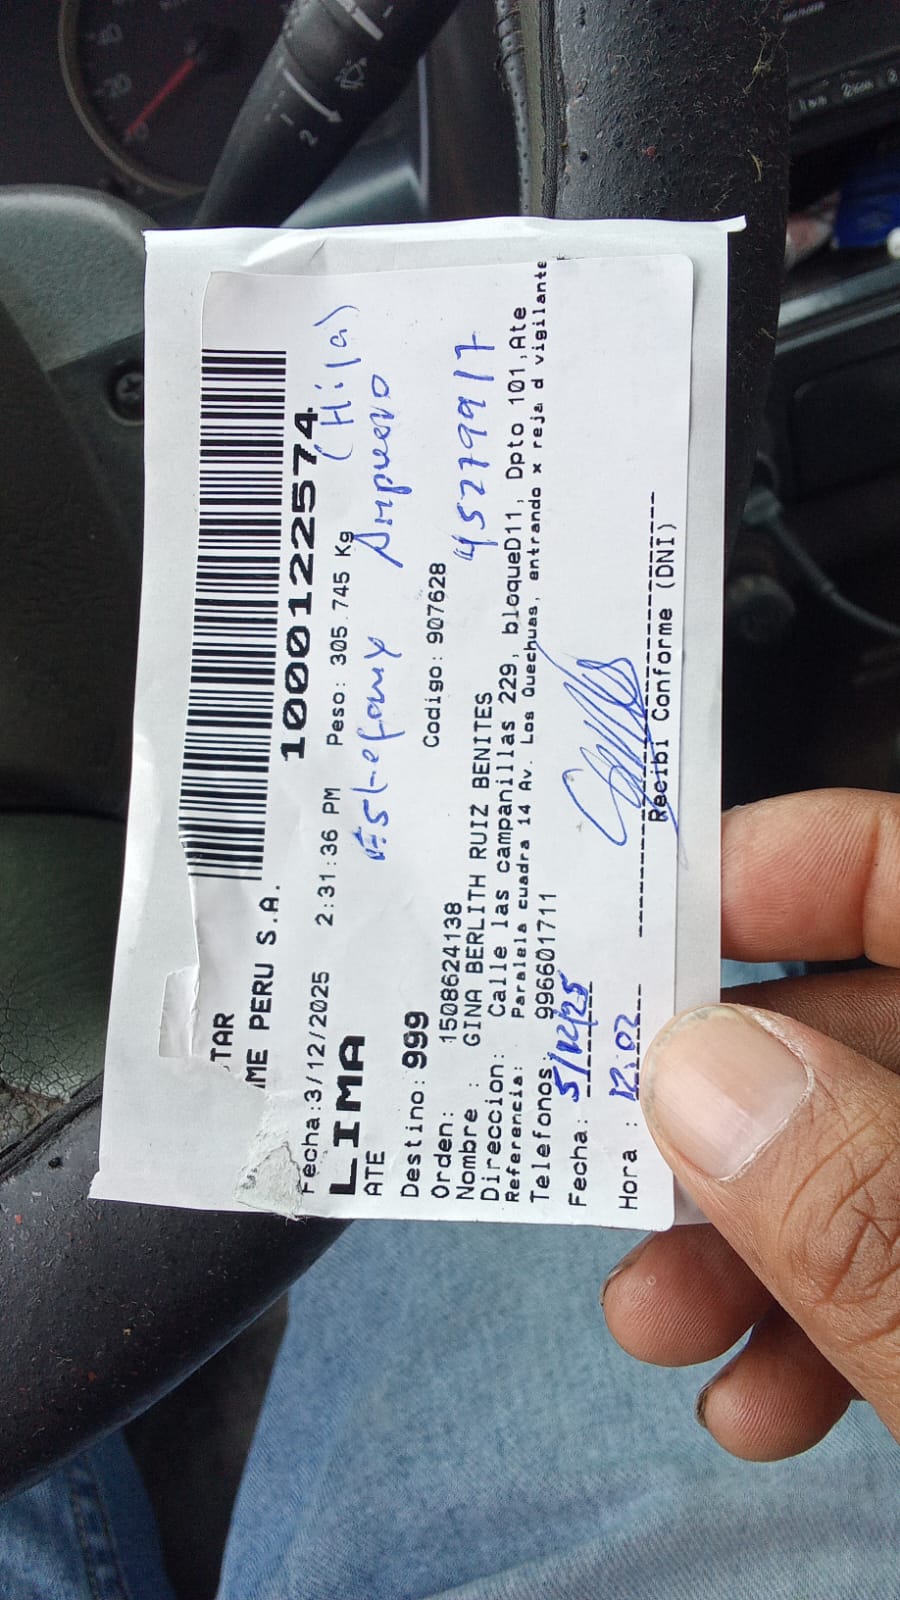 TAR
ME PERU S.A.
1000122574
Fecha:3/12/2025 2:31:36 PM Peso: 305.745 Kg
(Hija)
LIMA
Estefany Ampuero
ATE
Destino: 999
Orden: 1508624138 Codigo: 907628
45279917
Nombre : GINA BERLITH RUIZ BENITES
Direccion: Calle las campanillas 229, bloqueD11, Dpto 101,Ate
Referencia: Paralela cuadra 14 Av. Los Quechuas, entrando x reja d vigilante
Telefonos: 996601711
Fecha: 5/12/25
Hora : 12:02
Recibi Conforme (DNI)